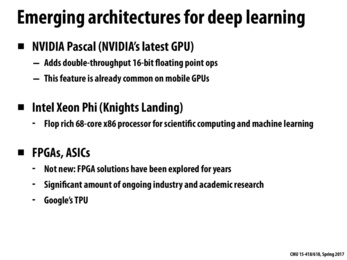 Emerging architectures for deep learning
■ NVIDIA Pascal (NVIDIA's latest GPU)
— Adds double-throughput 16-bit floating point ops
— This feature is already common on mobile GPUs
■ Intel Xeon Phi (Knights Landing)
- Flop rich 68-core x86 processor for scientific computing and machine learning
■ FPGAs, ASICs
- Not new: FPGA solutions have been explored for years
- Significant amount of ongoing industry and academic research
- Google's TPU
CMU 15-418/618, Spring 2017